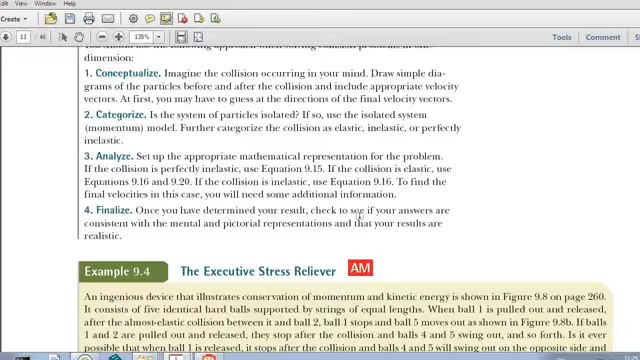 Edit View Window Help
Create
13 / 46
139%
Tools Sign Comment
dimension:
1. Conceptualize. Imagine the collision occurring in your mind. Draw simple dia-
grams of the particles before and after the collision and include appropriate velocity
vectors. At first, you may have to guess at the directions of the final velocity vectors.
2. Categorize. Is the system of particles isolated? If so, use the isolated system
(momentum) model. Further categorize the collision as elastic, inelastic, or perfectly
inelastic.
3. Analyze. Set up the appropriate mathematical representation for the problem.
If the collision is perfectly inelastic, use Equation 9.15. If the collision is elastic, use
Equations 9.16 and 9.20. If the collision is inelastic, use Equation 9.16. To find the
final velocities in this case, you will need some additional information.
4. Finalize. Once you have determined your result, check to see if your answers are
consistent with the mental and pictorial representations and that your results are
realistic.
Example 9.4 The Executive Stress Reliever AM
An ingenious device that illustrates conservation of momentum and kinetic energy is shown in Figure 9.8 on page 260.
It consists of five identical hard balls supported by strings of equal lengths. When ball 1 is pulled out and released,
after the almost-elastic collision between it and ball 2, ball 1 stops and ball 5 moves out as shown in Figure 9.8b. If
balls 1 and 2 are pulled out and released, they stop after the collision and balls 4 and 5 swing out, and so forth. Is it ever
possible that when ball 1 is released, it stops after the collision and balls 4 and 5 will swing out on the opposite side and